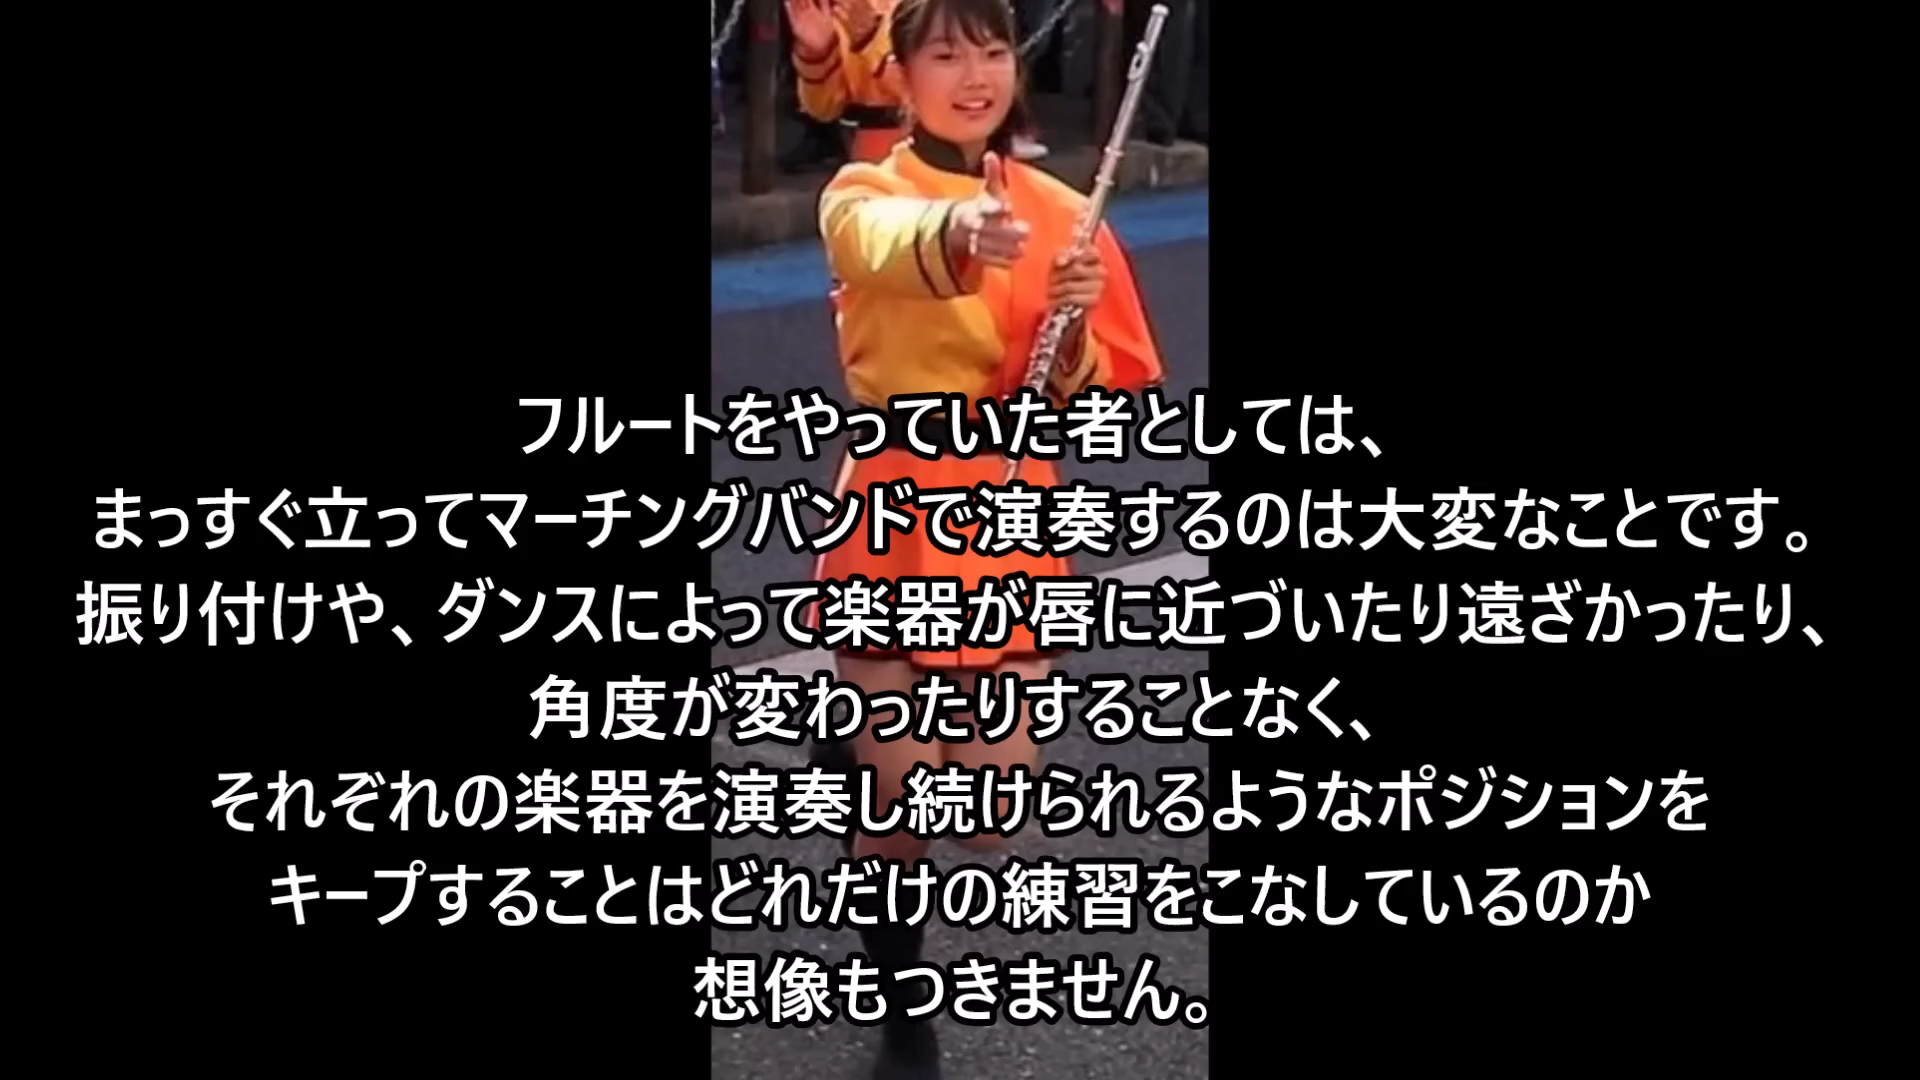 フルートをやっていた者としては、
まっすぐ立ってマーチングバンドで演奏するのは大変なことです。
振り付けや、ダンスによって楽器が唇に近づいたり遠ざかったり、
角度が変わったりすることなく、
それぞれの楽器を演奏し続けられるようなポジションを
キープすることはどれだけの練習をこなしているのか
想像もつきません。